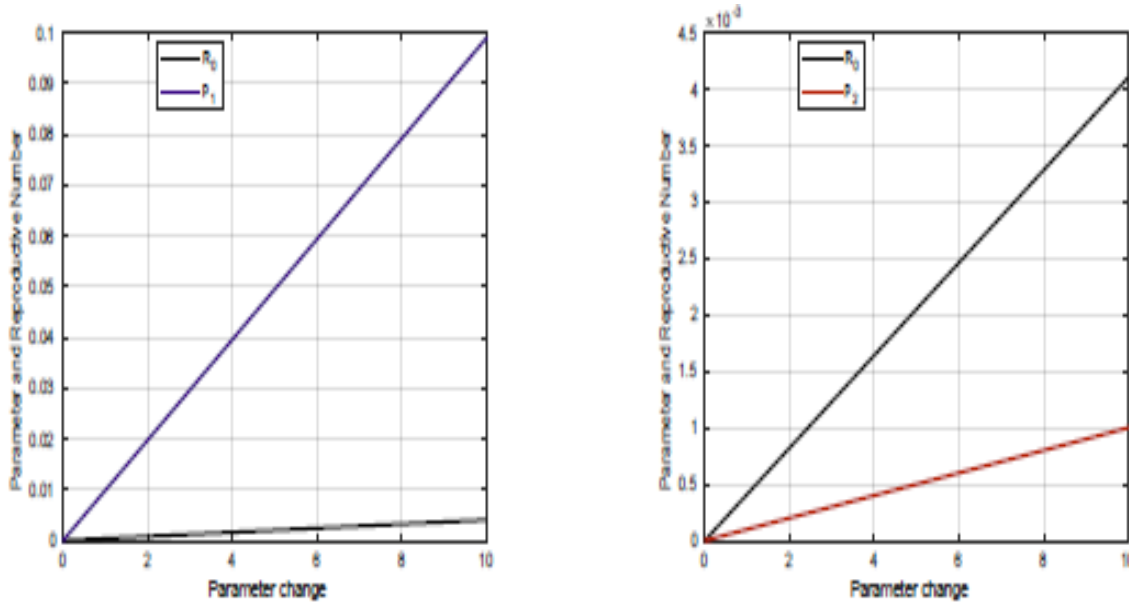 0.1
0.09
0.08
0.07
0.06
0.05
0.04
0.03
0.02
0.01
0
Parameter and Reproductive Number
R0
P1
0 2 4 6 8 10
Parameter change
×10-3
4.5
4
3.5
3
2.5
2
1.5
1
0.5
0
Parameter and Reproductive Number
R0
P2
0 2 4 6 8 10
Parameter change